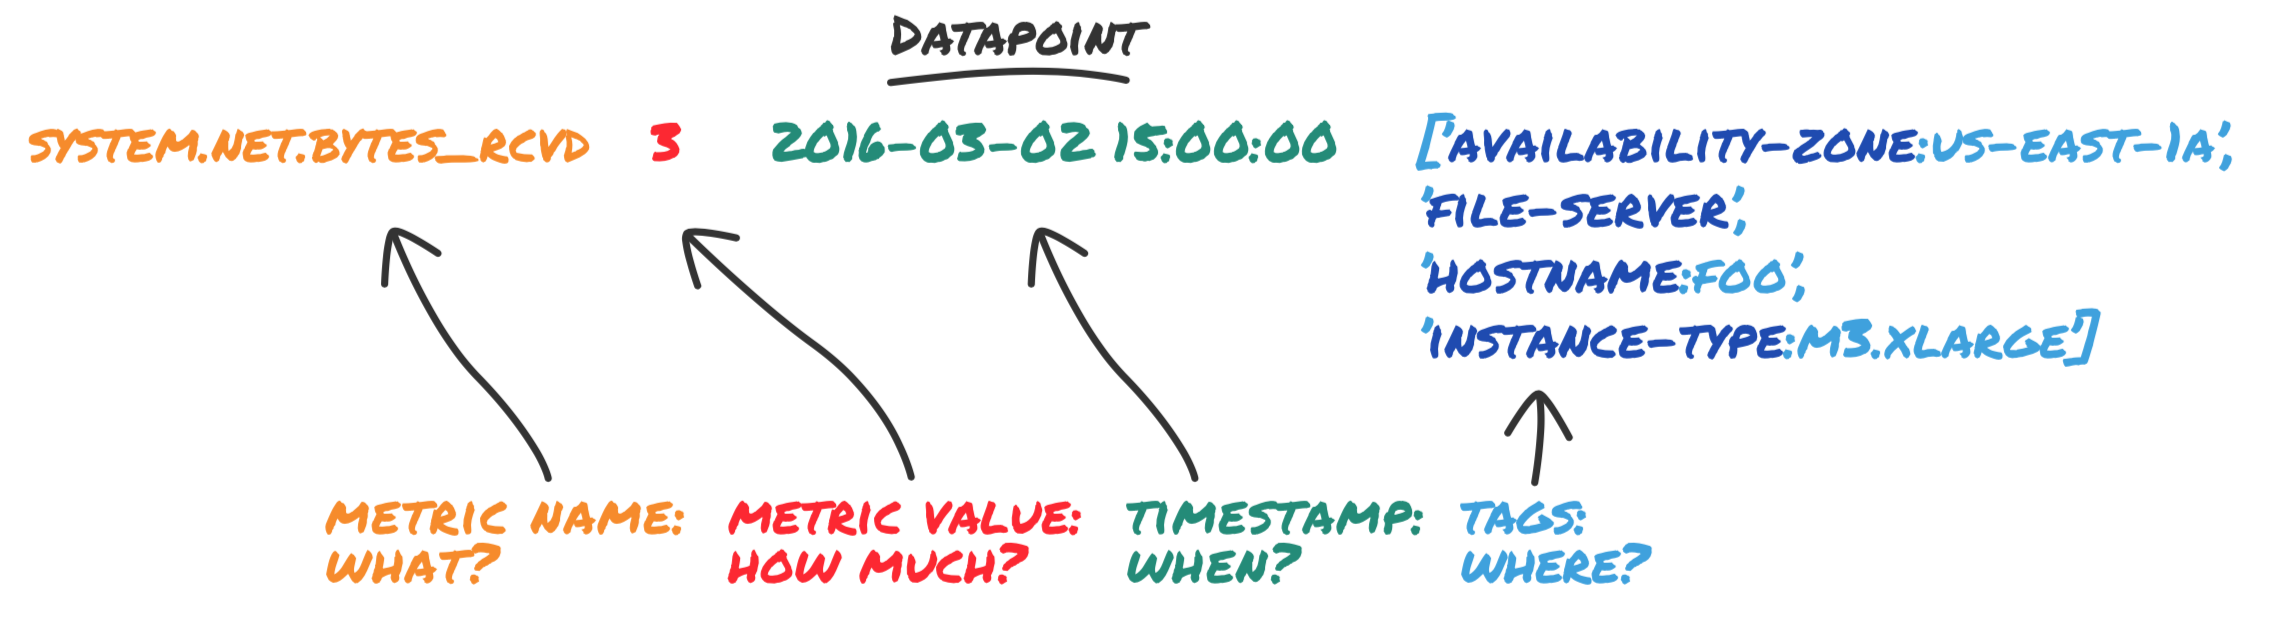 DATAPOINT
SYSTEM.NET.BYTES_RCVD 3 2016-03-02 15:00:00 ['AVAILABILITY-ZONE:US-EAST-1A',
'FILE-SERVER',
'HOSTNAME:FOO',
'INSTANCE-TYPE:M3.XLARGE']
METRIC NAME: METRIC VALUE: TIMESTAMP: TAGS:
WHAT? HOW MUCH? WHEN? WHERE?